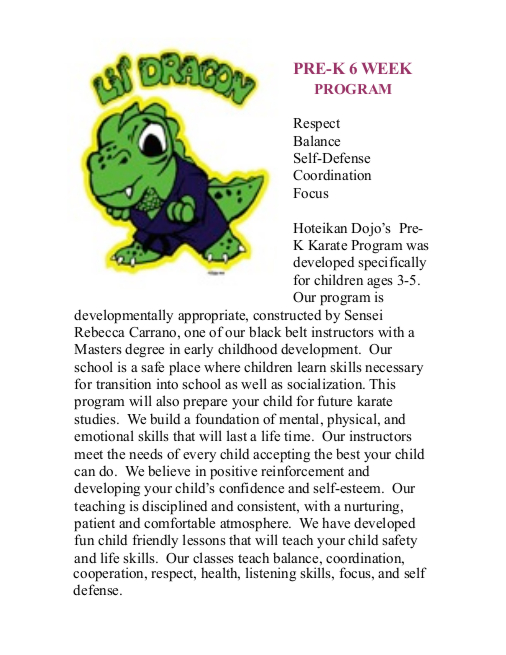 Lil' DRAGON
PRE-K 6 WEEK
PROGRAM
Respect
Balance
Self-Defense
Coordination
Focus
Hoteikan Dojo’s  Pre-
K Karate Program was
developed specifically
for children ages 3-5.
Our program is
developmentally appropriate, constructed by Sensei
Rebecca Carrano, one of our black belt instructors with a
Masters degree in early childhood development.  Our
school is a safe place where children learn skills necessary
for transition into school as well as socialization. This
program will also prepare your child for future karate
studies.  We build a foundation of mental, physical, and
emotional skills that will last a life time.  Our instructors
meet the needs of every child accepting the best your child
can do.  We believe in positive reinforcement and
developing your child’s confidence and self-esteem.  Our
teaching is disciplined and consistent, with a nurturing,
patient and comfortable atmosphere.  We have developed
fun child friendly lessons that will teach your child safety
and life skills.  Our classes teach balance, coordination,
cooperation, respect, health, listening skills, focus, and self
defense.